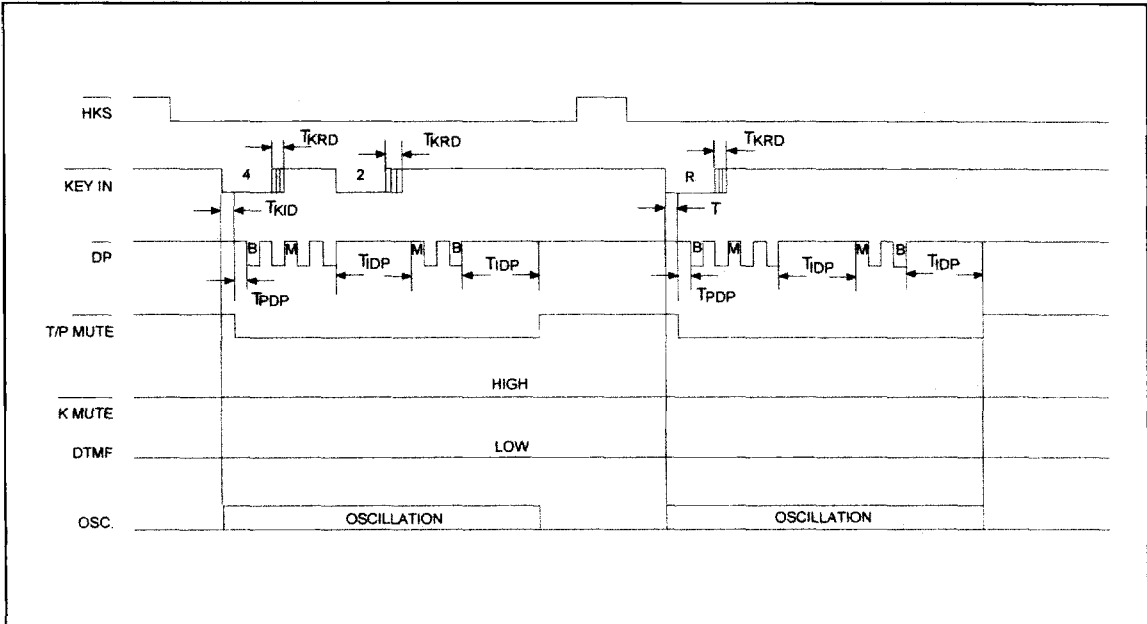 HKS
TKRD TKRD TKRD
KEY IN 4 2 R
TKID T
DP B M M B B M M B
TIDP TIDP TIDP TIDP
TPDP TPDP
T/P MUTE
HIGH
K MUTE
LOW
DTMF
OSC. OSCILLATION OSCILLATION